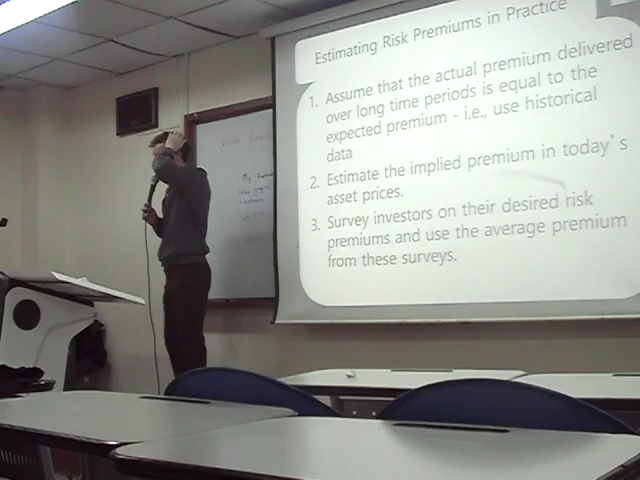 Estimating Risk Premiums in Practice
1. Assume that the actual premium delivered
over long time periods is equal to the
expected premium - i.e., use historical
data
2. Estimate the implied premium in today's
asset prices.
3. Survey investors on their desired risk
premiums and use the average premium
from these surveys.